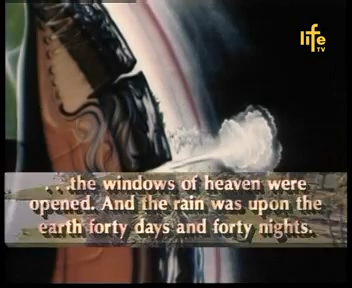 life
TV
. . .the windows of heaven were
opened. And the rain was upon the
earth forty days and forty nights.